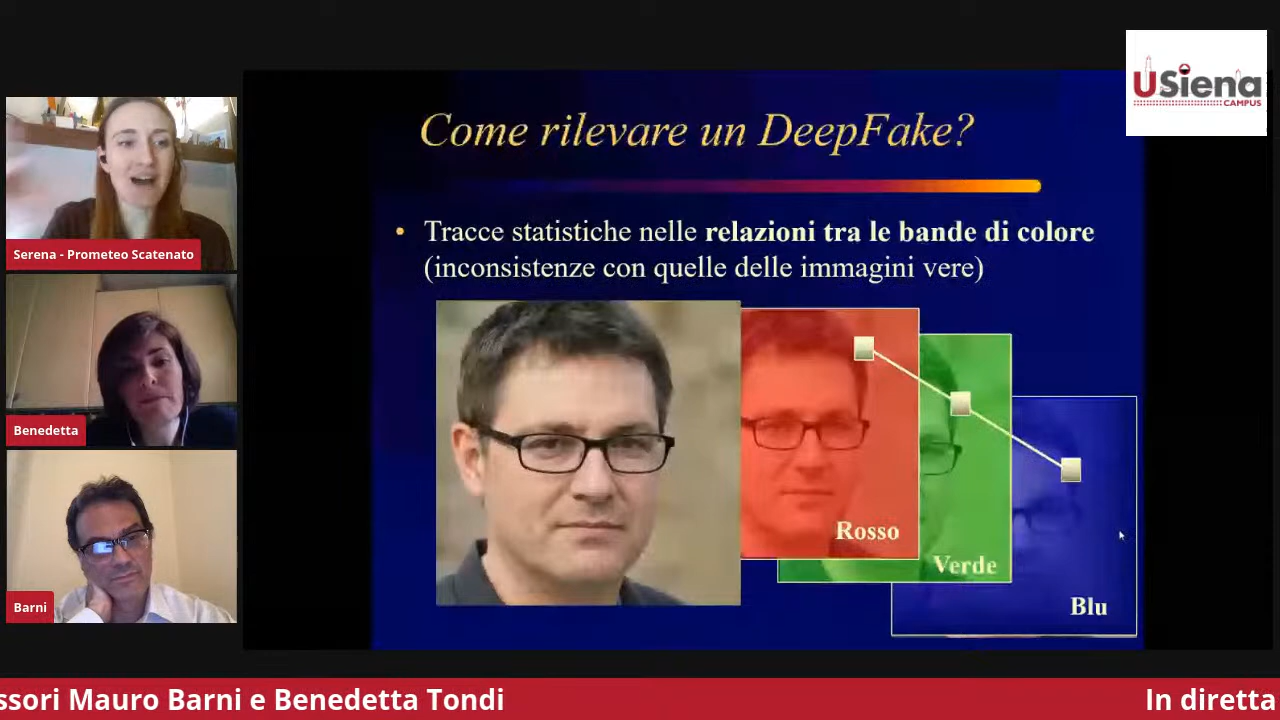 USiena
CAMPUS
Come rilevare un DeepFake?
• Tracce statistiche nelle relazioni tra le bande di colore
(inconsistenze con quelle delle immagini vere)
Rosso
Verde
Blu
Serena - Prometeo Scatenato
Benedetta
Barni
ssori Mauro Barni e Benedetta Tondi
In diretta